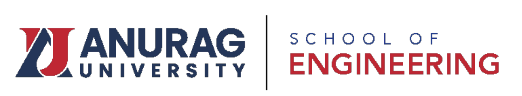 ANURAG
UNIVERSITY
SCHOOL OF
ENGINEERING